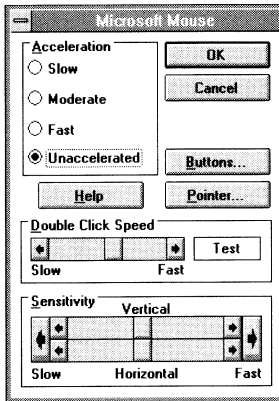 Microsoft Mouse
Acceleration
Slow
Moderate
Fast
Unaccelerated
OK
Cancel
Buttons...
Help
Pointer...
Double Click Speed
Test
Slow Fast
Sensitivity
Vertical
Slow Horizontal Fast